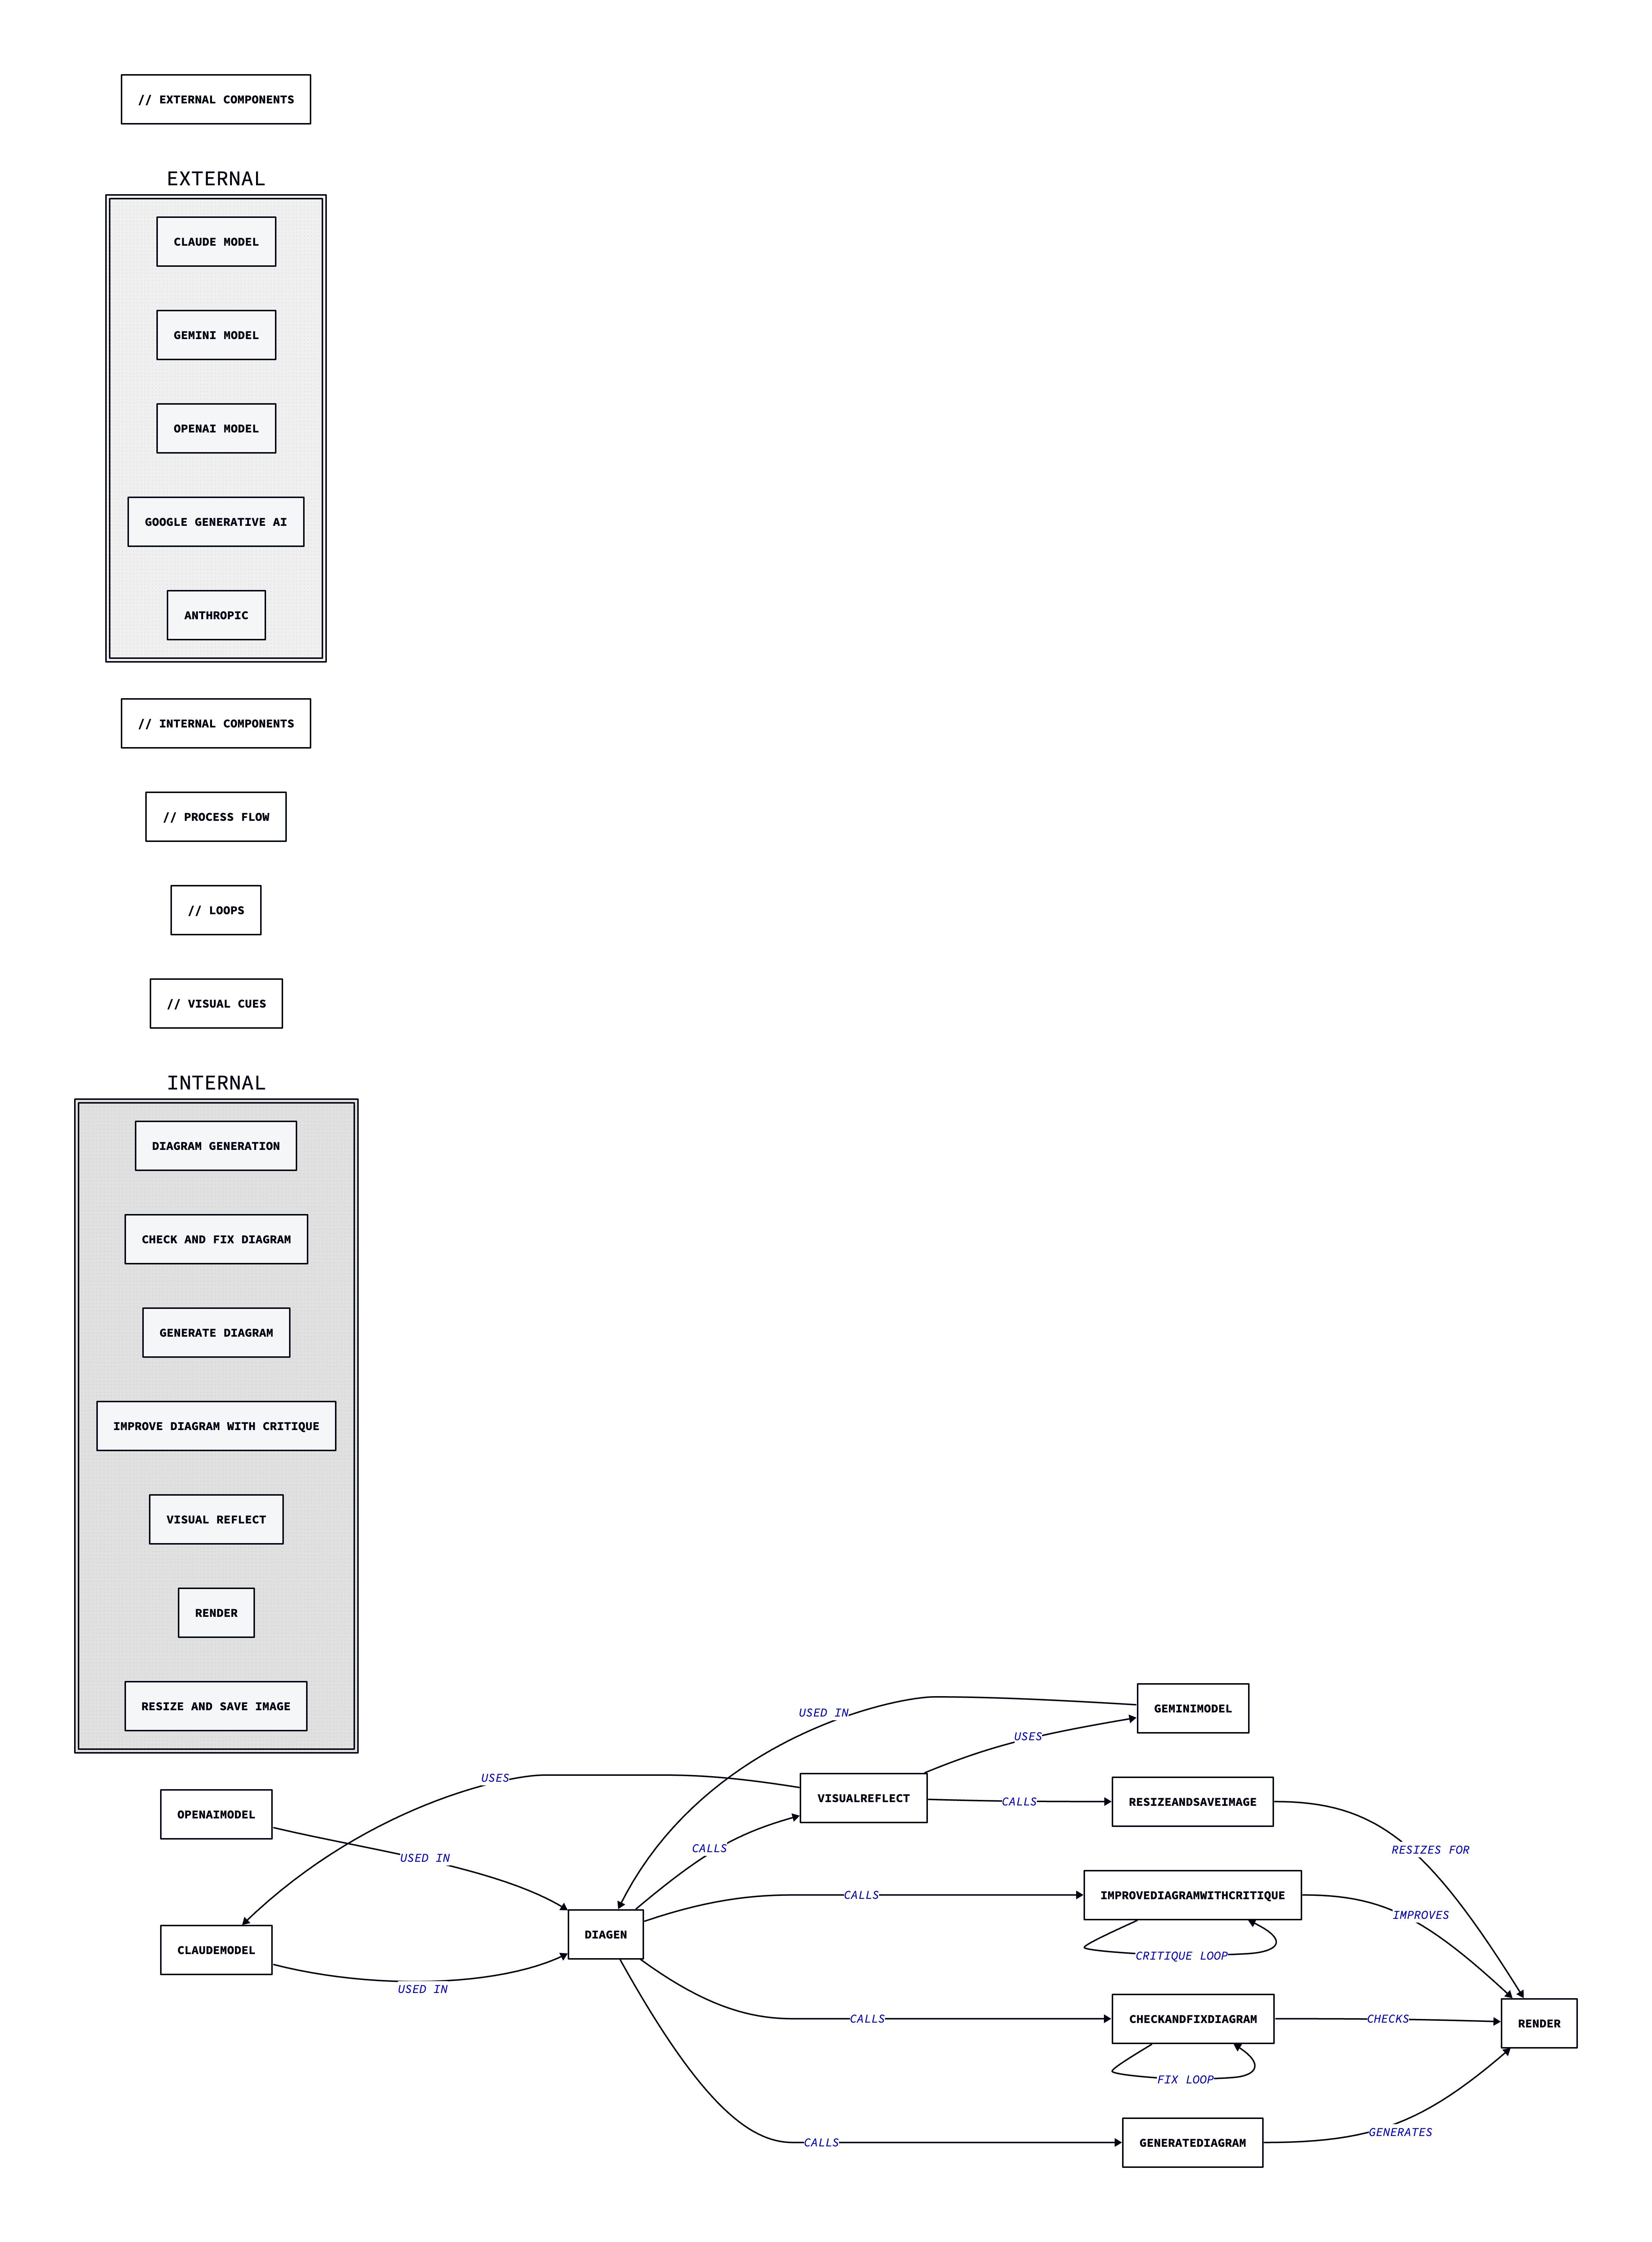 // EXTERNAL COMPONENTS
EXTERNAL
CLAUDE MODEL
GEMINI MODEL
OPENAI MODEL
GOOGLE GENERATIVE AI
ANTHROPIC
// INTERNAL COMPONENTS
// PROCESS FLOW
// LOOPS
// VISUAL CUES
INTERNAL
DIAGRAM GENERATION
CHECK AND FIX DIAGRAM
GENERATE DIAGRAM
IMPROVE DIAGRAM WITH CRITIQUE
VISUAL REFLECT
RENDER
RESIZE AND SAVE IMAGE
OPENAIMODEL
CLAUDEMODEL
USES
USED IN
USED IN
DIAGEN
USED IN
CALLS
CALLS
CALLS
CALLS
VISUALREFLECT
USES
CALLS
GEMINIMODEL
RESIZEANDSAVEIMAGE
IMPROVEDIAGRAMWITHCRITIQUE
CRITIQUE LOOP
CHECKANDFIXDIAGRAM
FIX LOOP
GENERATEDIAGRAM
RESIZES FOR
IMPROVES
CHECKS
GENERATES
RENDER